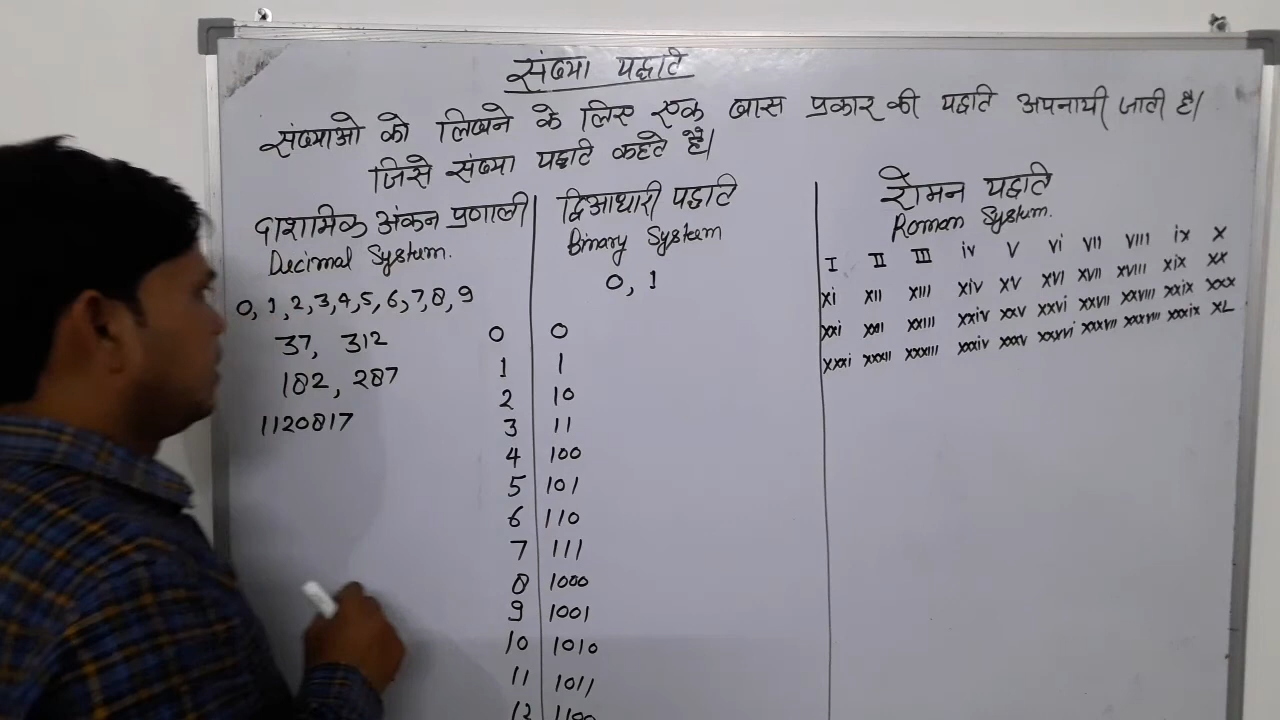 संख्या पद्धति
संख्याओ को लिखने के लिए एक खास प्रकार की पद्धति अपनायी जाती है।
जिसे संख्या पद्धति कहते है।
दाशमिक अंकन प्रणाली
Decimal System.
0, 1, 2, 3, 4, 5, 6, 7, 8, 9
37, 312
182, 287
1120817
द्विआधारी पद्धति
Binary System
0, 1
0 0
1 1
2 10
3 11
4 100
5 101
6 110
7 111
8 1000
9 1001
10 1010
11 1011
12 1100
रोमन पद्धति
Roman System.
I II III iv V vi VII VIII ix X
xi XII XIII xiv XV XVI XVII XVIII xix XX
xxi XXII XXIII xxiv xxv xxvi xxvii xxviii xxix xxx
xxxi xxxii xxxiii xxxiv xxxv xxxvi xxxvii xxxviii xxxix XL